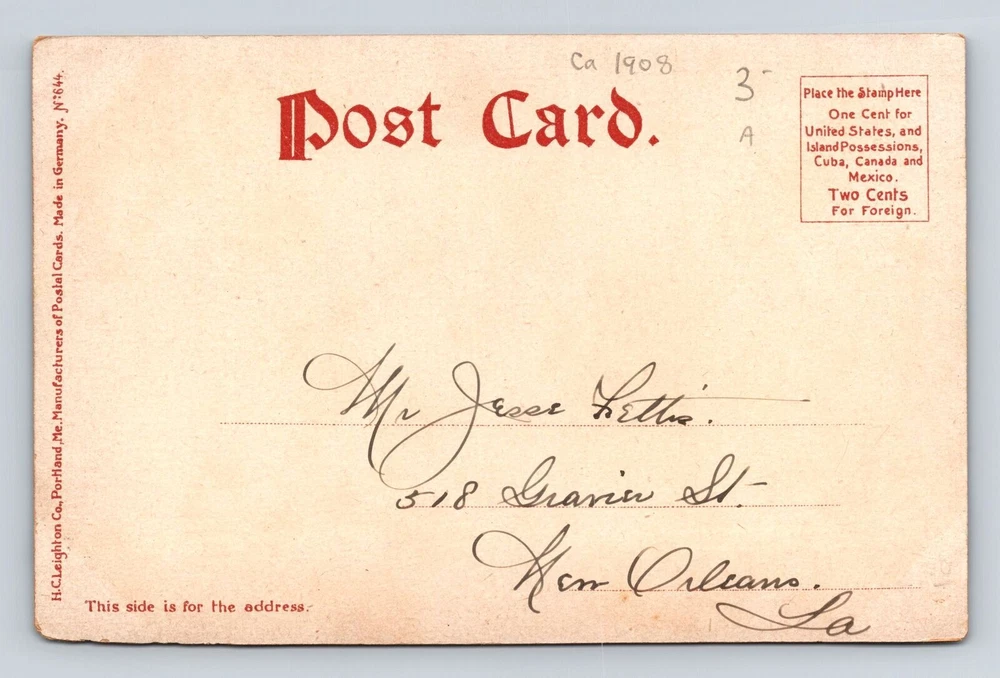 Ca 1908
3-
A
Post Card.
Place the Stamp Here
One Cent for
United States, and
Island Possessions,
Cuba, Canada and
Mexico.
Two Cents
For Foreign.
H.C.Leighton Co., Portland, Me. Manufacturers of Postal Cards. Made in Germany. Nº 644.
Mr Jesse
518 Gravier St.
New Orleans.
La
This side is for the address.